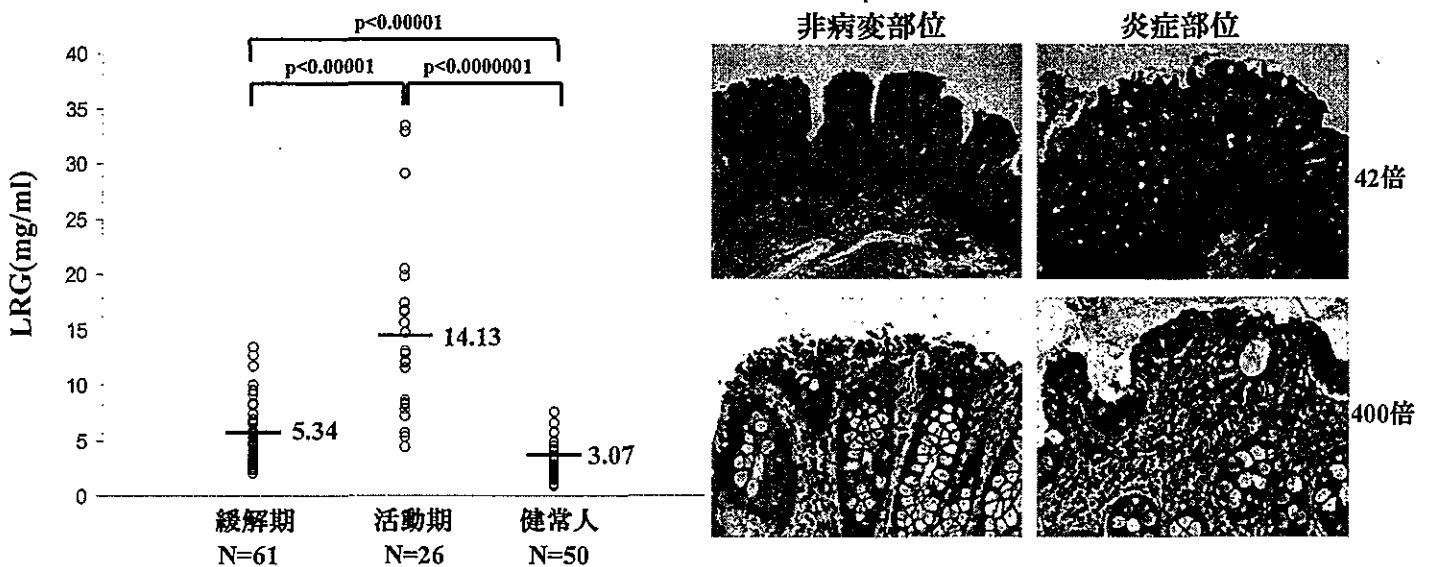 p<0.00001
p<0.00001
p<0.0000001
LRG(mg/ml)
40
35
30
25
20
15
10
5
0
5.34
14.13
3.07
緩解期
N=61
活動期
N=26
健常人
N=50
非病変部位
炎症部位
42倍
400倍